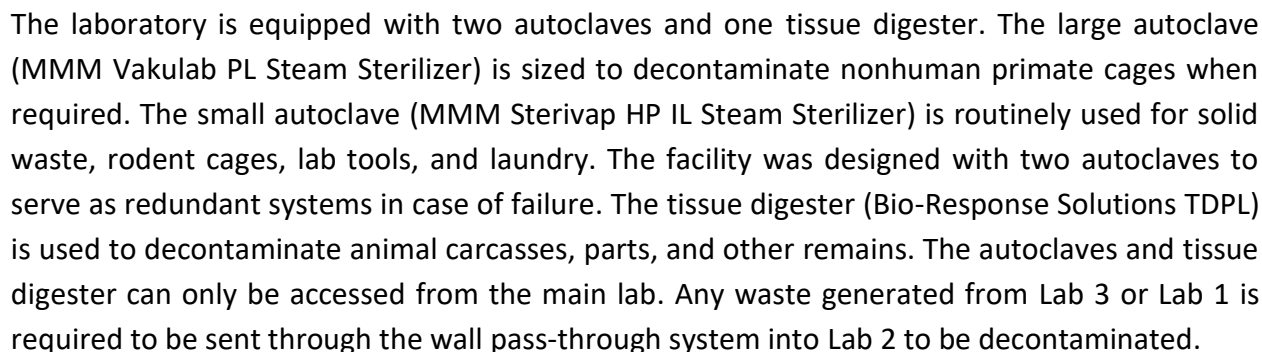 The laboratory is equipped with two autoclaves and one tissue digester. The large autoclave
(MMM Vakulab PL Steam Sterilizer) is sized to decontaminate nonhuman primate cages when
required. The small autoclave (MMM Sterivap HP IL Steam Sterilizer) is routinely used for solid
waste, rodent cages, lab tools, and laundry. The facility was designed with two autoclaves to
serve as redundant systems in case of failure. The tissue digester (Bio-Response Solutions TDPL)
is used to decontaminate animal carcasses, parts, and other remains. The autoclaves and tissue
digester can only be accessed from the main lab. Any waste generated from Lab 3 or Lab 1 is
required to be sent through the wall pass-through system into Lab 2 to be decontaminated.